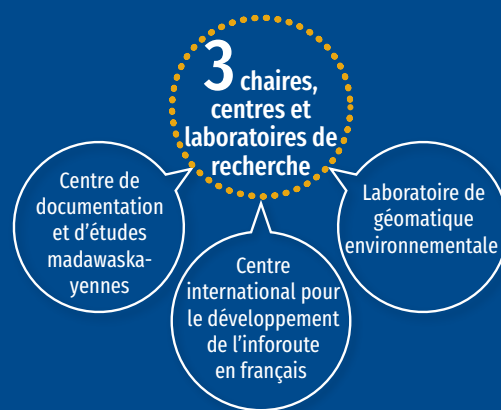 3 chaires,
centres et
laboratoires de
recherche
Centre de
documentation
et d'études
madawaska-
yennes
Centre
international pour
le développement
de l'inforoute
en français
Laboratoire de
géomatique
environnementale